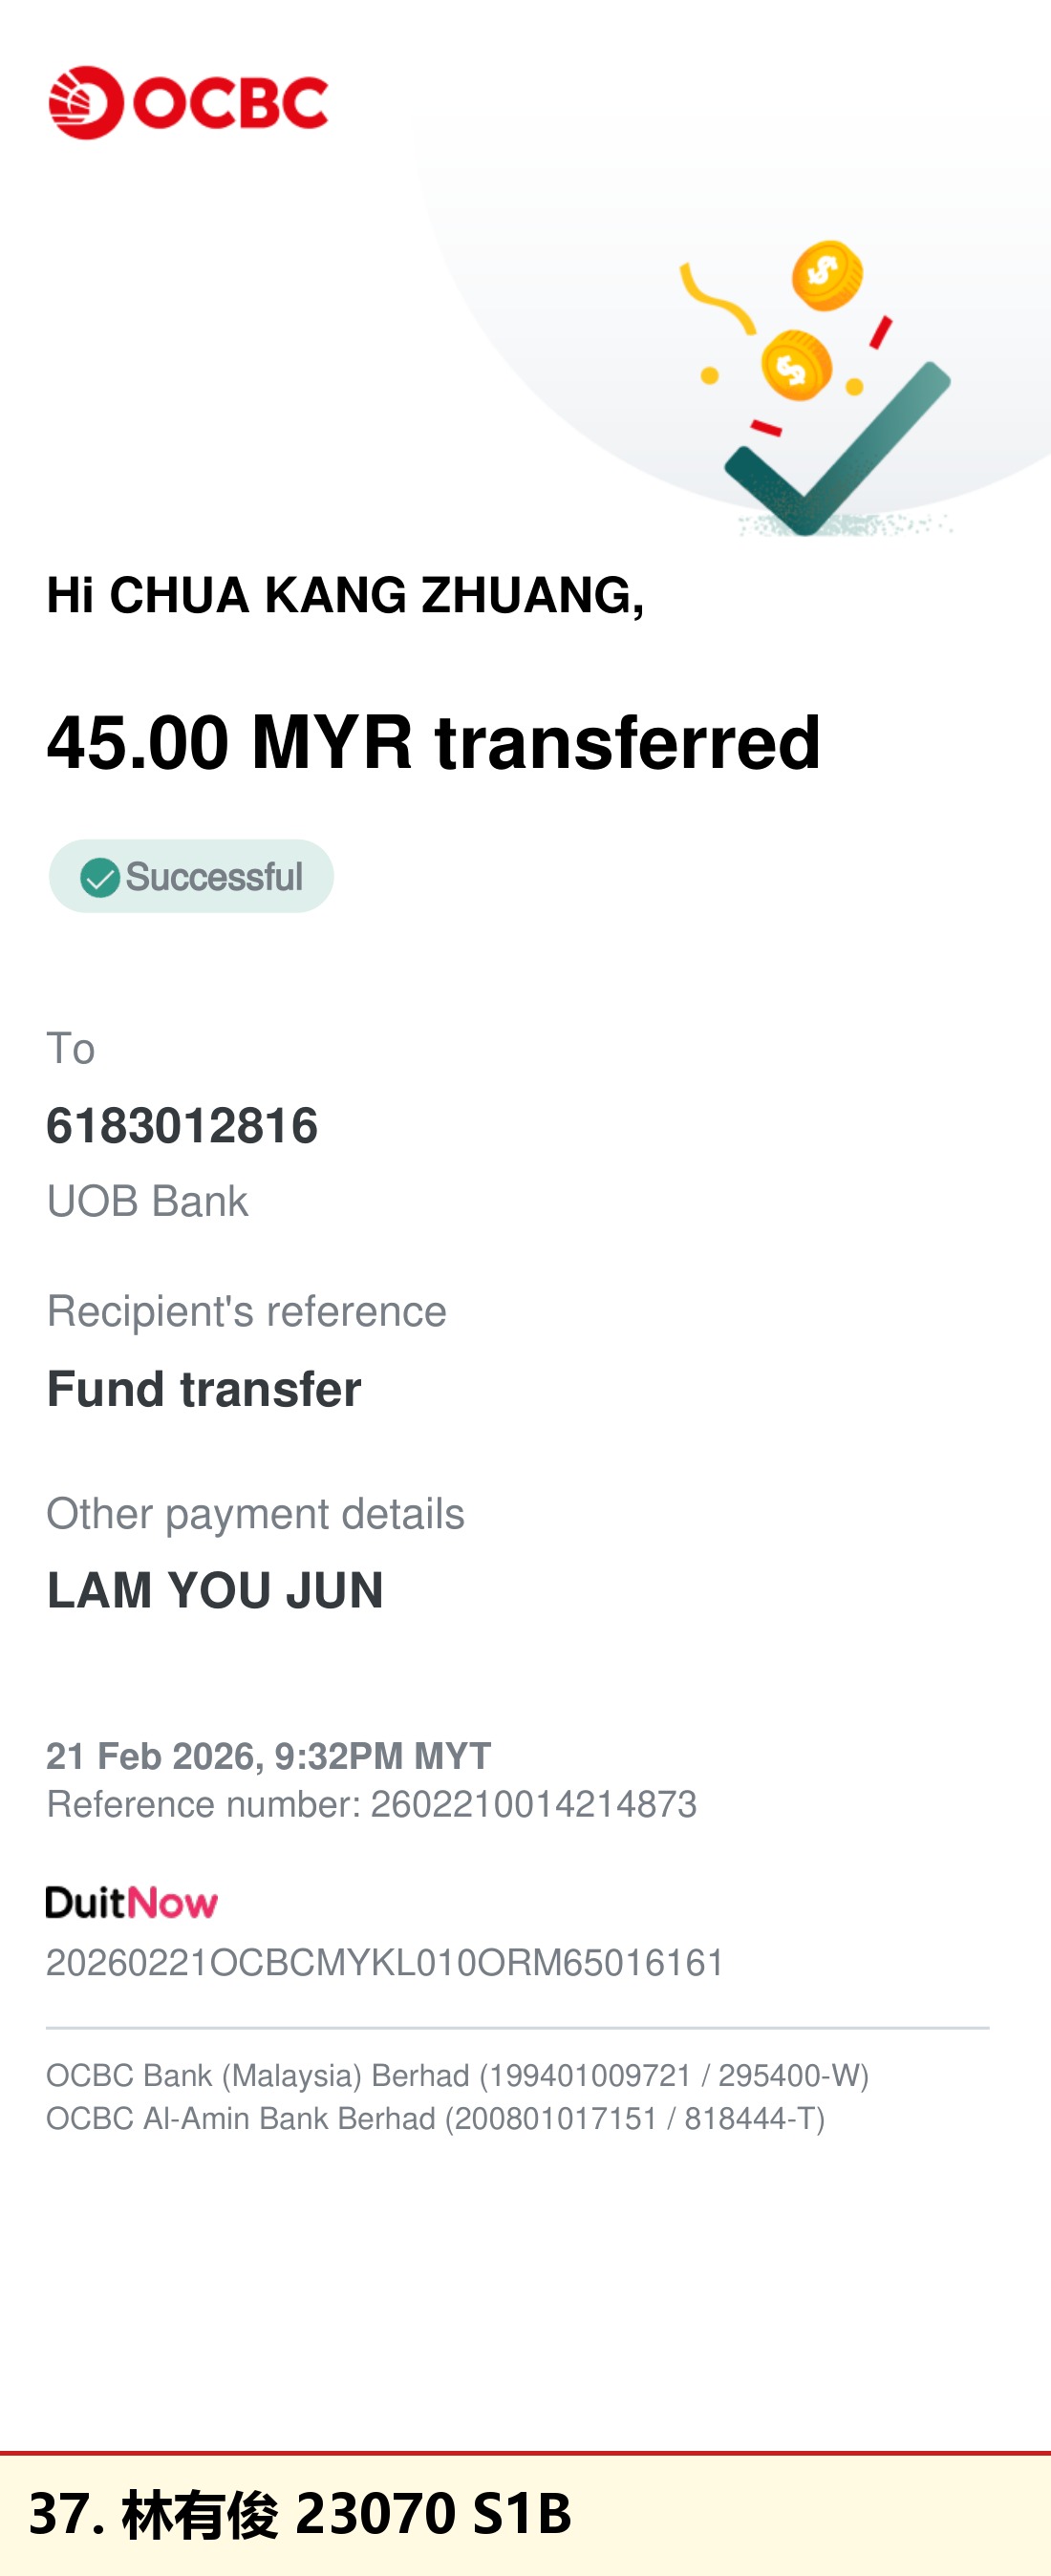 OCBC
Hi CHUA KANG ZHUANG,
45.00 MYR transferred
Successful
To
6183012816
UOB Bank
Recipient's reference
Fund transfer
Other payment details
LAM YOU JUN
21 Feb 2026, 9:32PM MYT
Reference number: 2602210014214873
DuitNow
20260221OCBCMYKL010ORM65016161
OCBC Bank (Malaysia) Berhad (199401009721 / 295400-W)
OCBC Al-Amin Bank Berhad (200801017151 / 818444-T)
37. 林有俊 23070 S1B